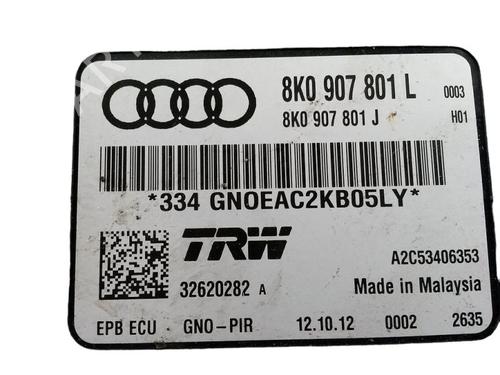 8K0 907 801 L 0003
8K0 907 801 J H01
*334 GNOEAC2KB05LY*
TRW
A2C53406353
32620282 A Made in Malaysia
EPB ECU GNO-PIR 12.10.12 0002 2635